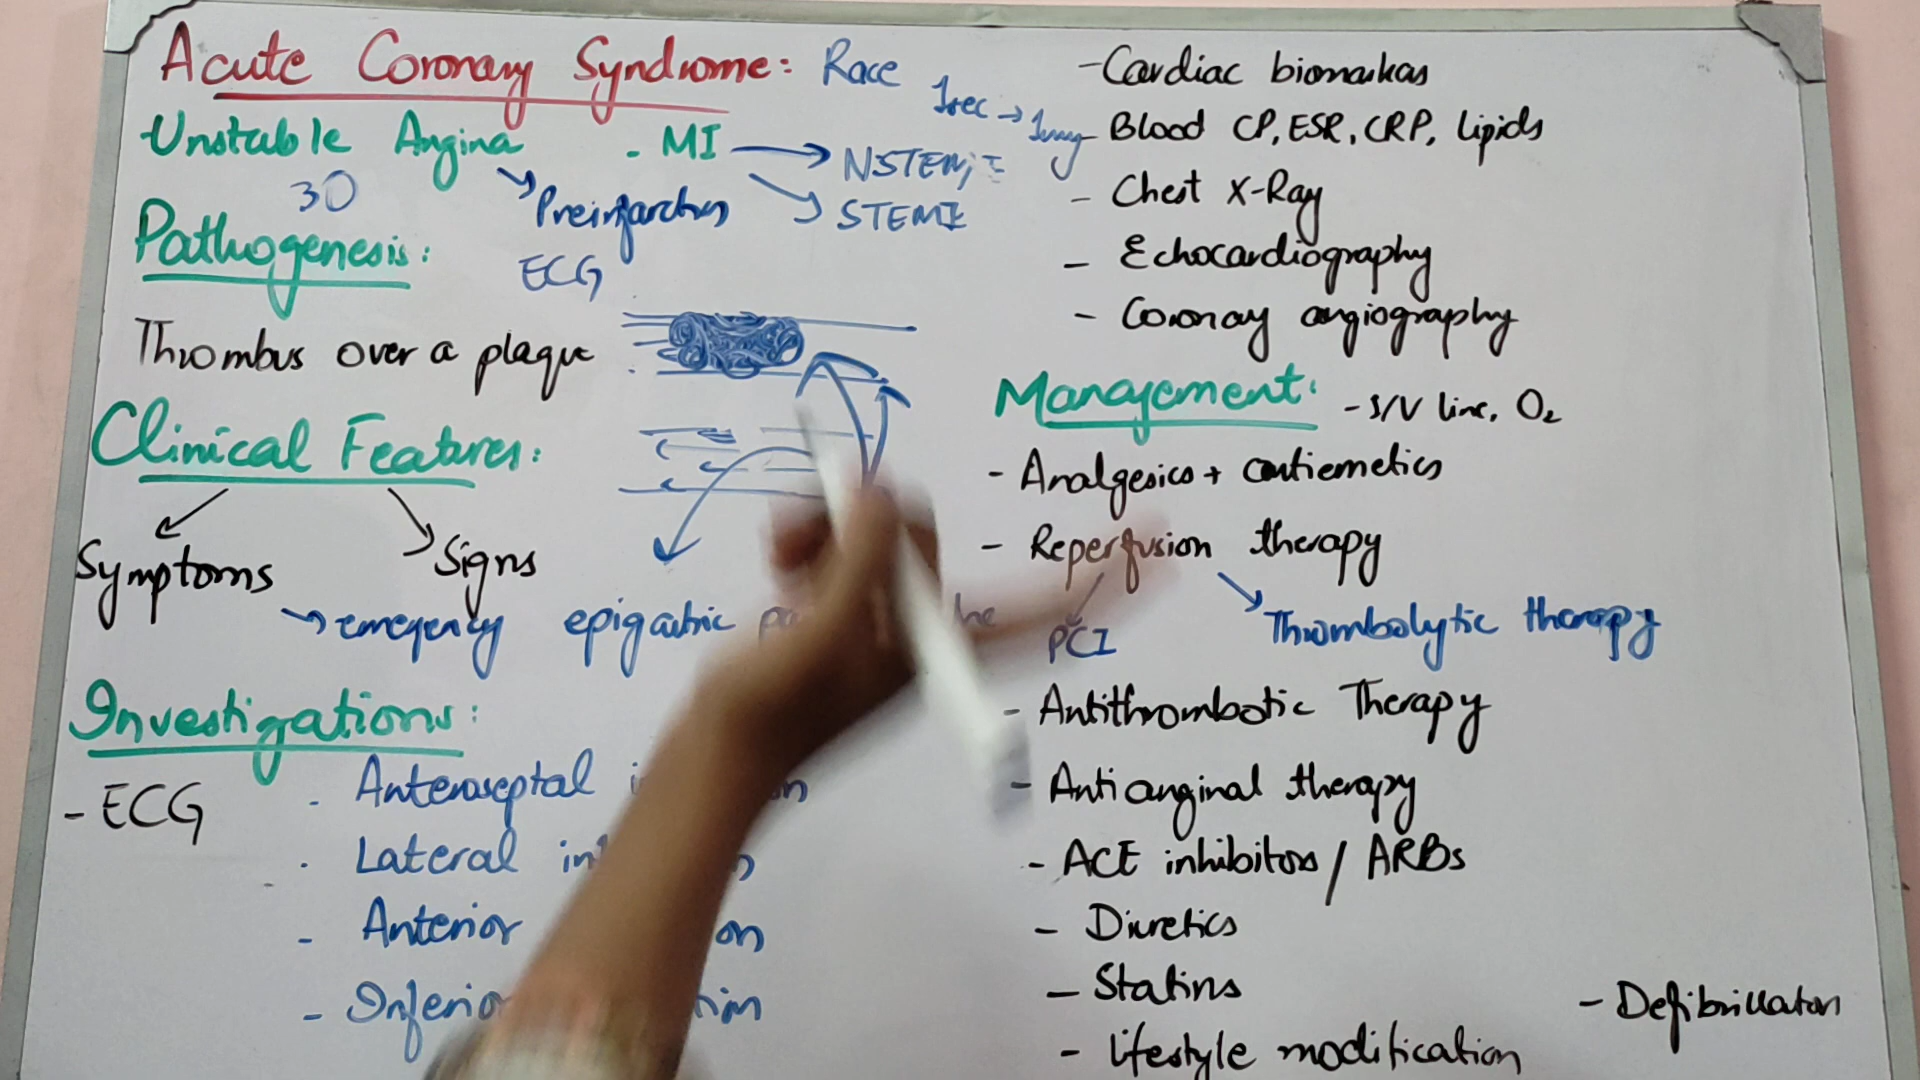 Acute Coronary Syndrome: Race
1sec →
Unstable Angina - MI → NSTEMI
30
Preinfarction
STEMI
Pathogenesis:
ECG
Thrombus over a plaque
Clinical Features:
Symptoms Signs
emergency epigastric
Investigations:
- ECG
- Anteroseptal
- Lateral
- Anterior
- Inferior
- Cardiac biomarkers
- Blood CP, ESR, CRP, Lipids
- Chest X-Ray
- Echocardiography
- Coronary angiography
Management:
- I/V line, O₂
- Analgesics + antiemetics
- Reperfusion therapy
PCI Thrombolytic therapy
- Antithrombotic Therapy
- Antianginal therapy
- ACE inhibitors / ARBs
- Diuretics
- Statins
- Defibrillator
- lifestyle modification